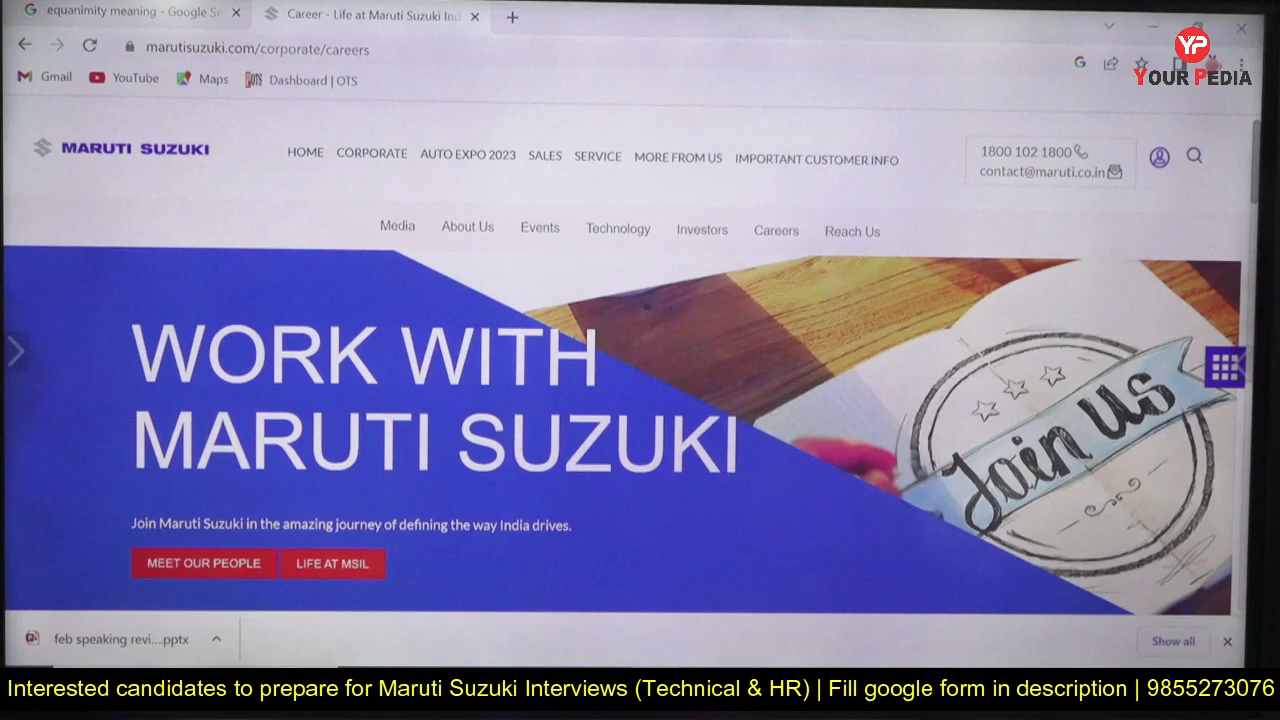 equanimity meaning - Google Se
Career - Life at Maruti Suzuki Ind
marutisuzuki.com/corporate/careers
YP
YOUR PEDIA
Gmail YouTube Maps OTS Dashboard | OTS
MARUTI SUZUKI
HOME CORPORATE AUTO EXPO 2023 SALES SERVICE MORE FROM US IMPORTANT CUSTOMER INFO
1800 102 1800
contact@maruti.co.in
Media About Us Events Technology Investors Careers Reach Us
WORK WITH
MARUTI SUZUKI
Join Us
Join Maruti Suzuki in the amazing journey of defining the way India drives.
MEET OUR PEOPLE LIFE AT MSIL
feb speaking revi....pptx
Show all
Interested candidates to prepare for Maruti Suzuki Interviews (Technical & HR) | Fill google form in description | 9855273076